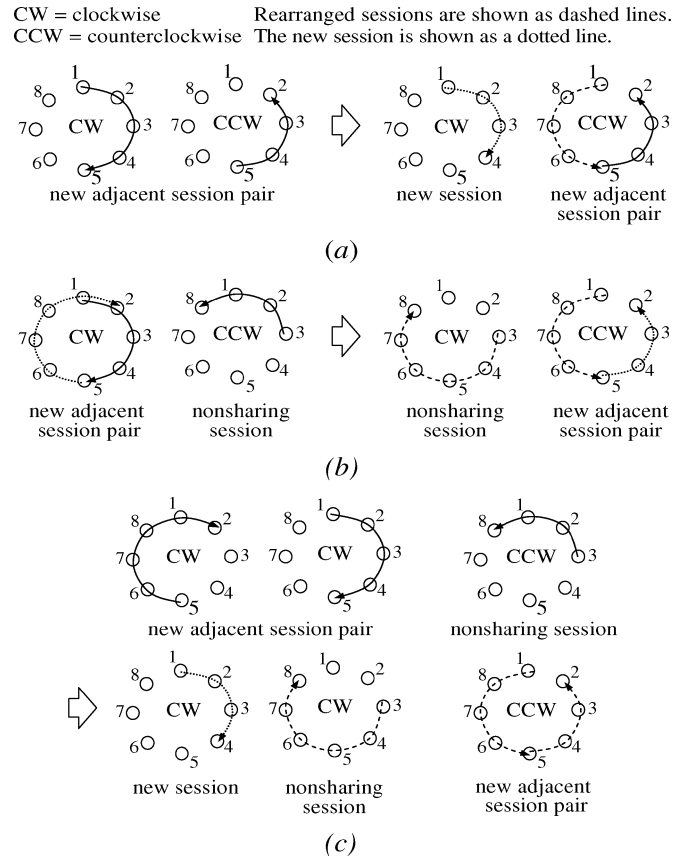 CW = clockwise Rearranged sessions are shown as dashed lines.
CCW = counterclockwise The new session is shown as a dotted line.
1 2 3 4 5 6 7 8 CW
1 2 3 4 5 6 7 8 CCW
1 2 3 4 5 6 7 8 CW
1 2 3 4 5 6 7 8 CCW
new adjacent session pair
new session
new adjacent
session pair
(a)
1 2 3 4 5 6 7 8 CW
1 2 3 4 5 6 7 8 CCW
1 2 3 4 5 6 7 8 CW
1 2 3 4 5 6 7 8 CCW
new adjacent
session pair
nonsharing
session
nonsharing
session
new adjacent
session pair
(b)
1 2 3 4 5 6 7 8 CW
1 2 3 4 5 6 7 8 CW
1 2 3 4 5 6 7 8 CCW
new adjacent session pair
nonsharing session
1 2 3 4 5 6 7 8 CW
1 2 3 4 5 6 7 8 CW
1 2 3 4 5 6 7 8 CCW
new session
nonsharing
session
new adjacent
session pair
(c)